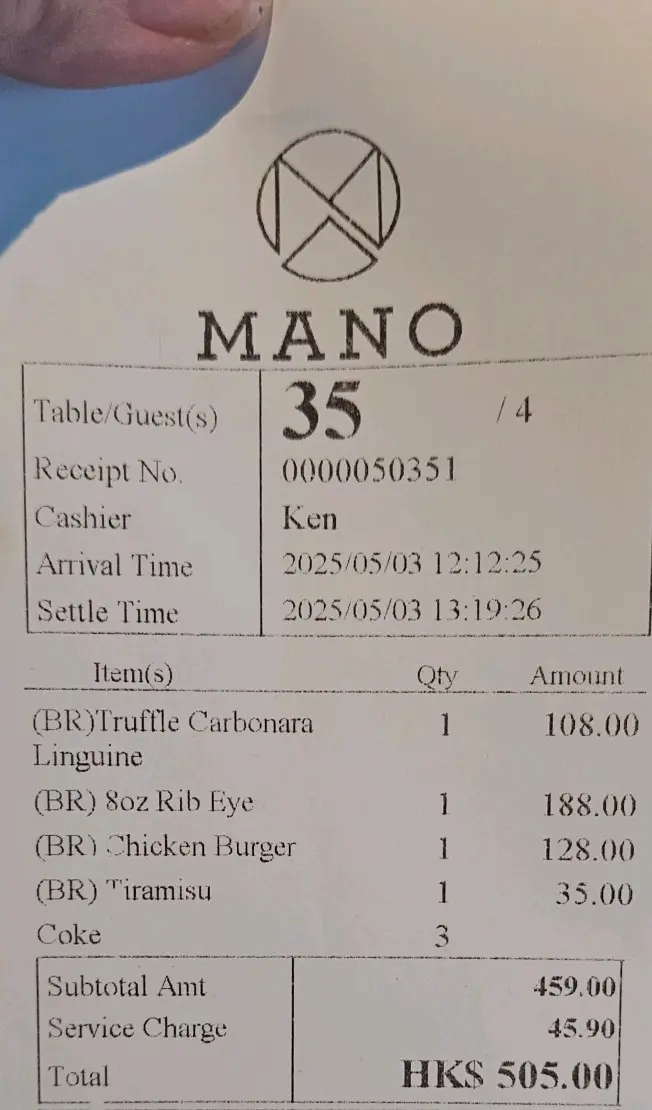 MANO
Table/Guest(s) 35 / 4
Receipt No. 0000050351
Cashier Ken
Arrival Time 2025/05/03 12:12:25
Settle Time 2025/05/03 13:19:26
Item(s) Qty Amount
(BR)Truffle Carbonara 1 108.00
Linguine
(BR) 8oz Rib Eye 1 188.00
(BR) Chicken Burger 1 128.00
(BR) Tiramisu 1 35.00
Coke 3
Subtotal Amt 459.00
Service Charge 45.90
Total HK$ 505.00